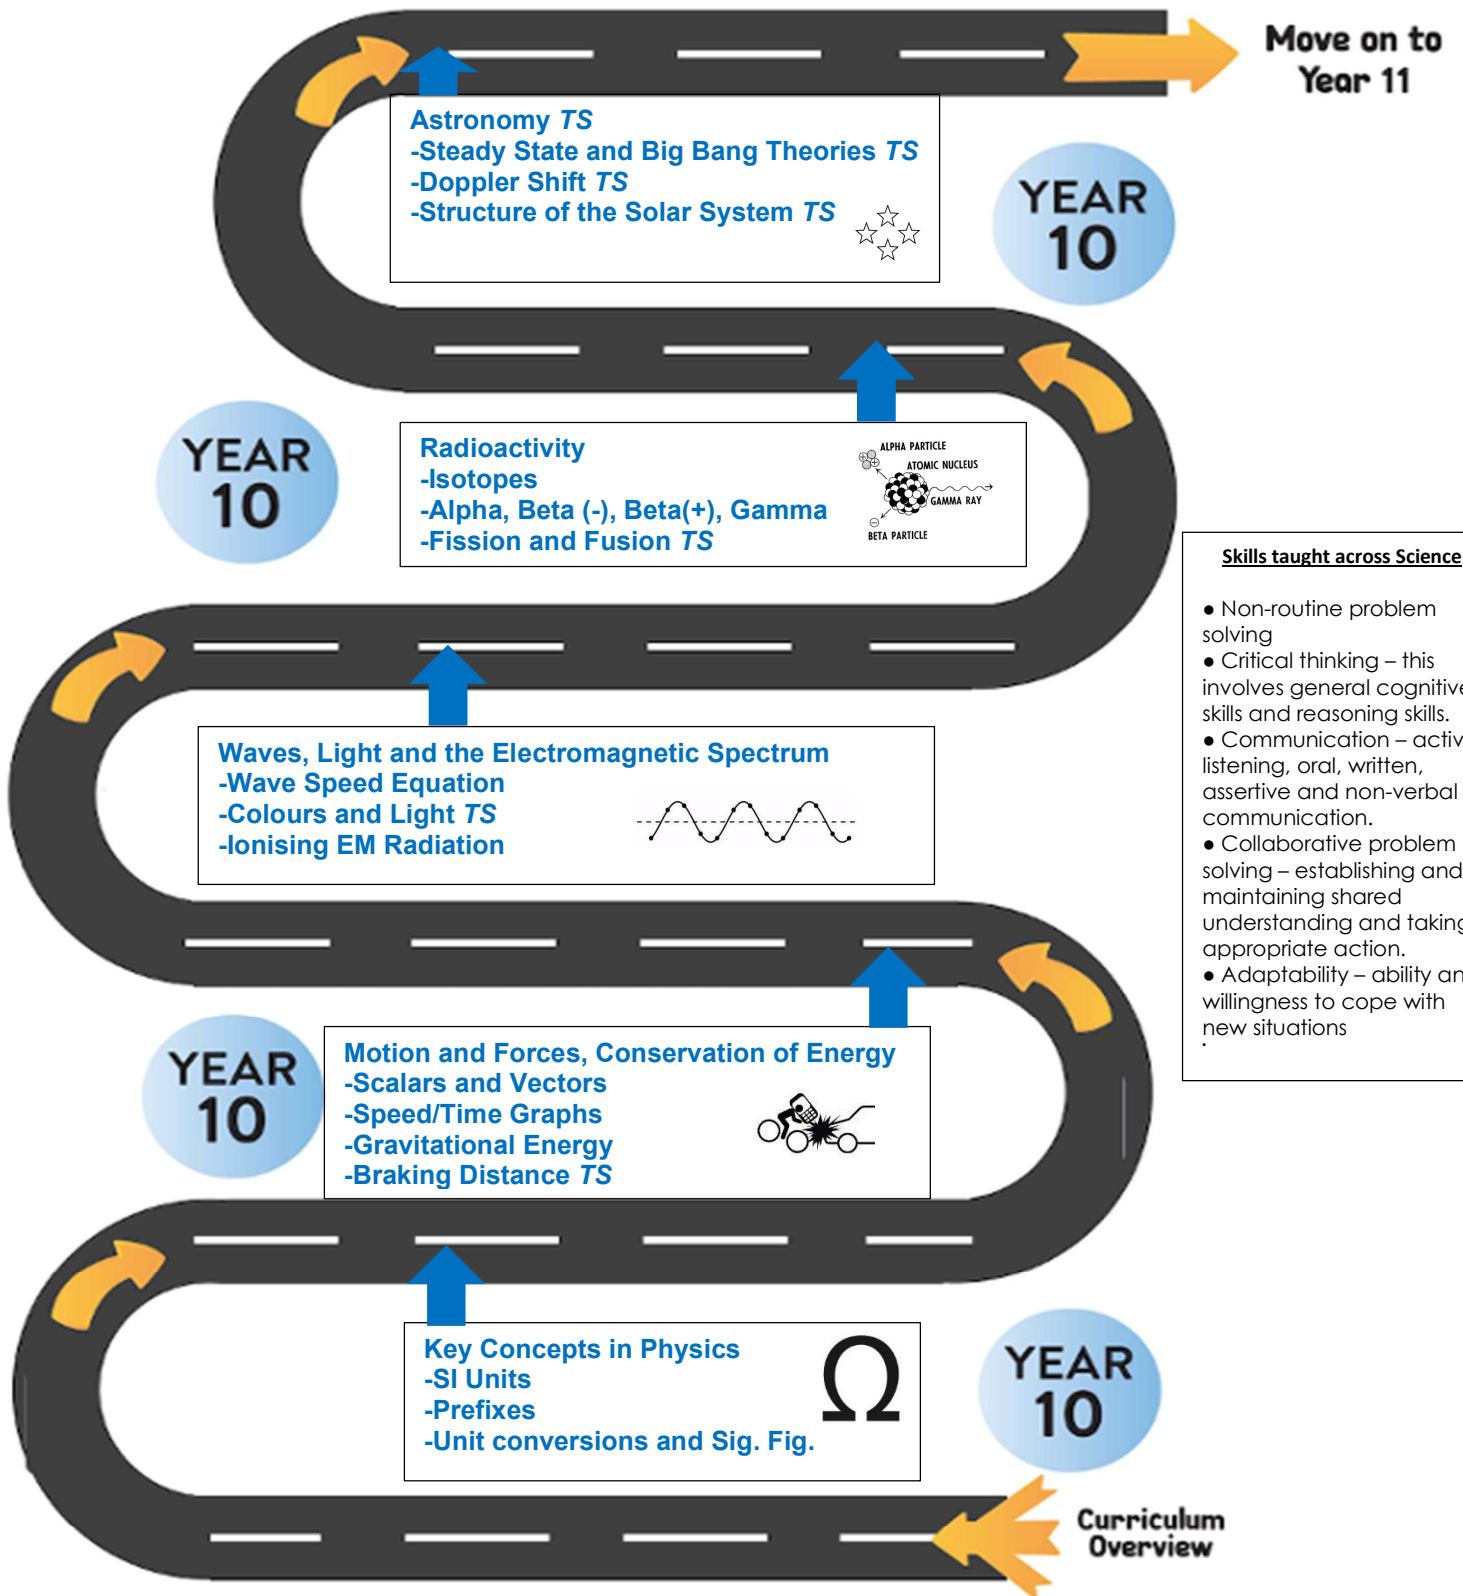 Move on to
Year 11
Astronomy TS
-Steady State and Big Bang Theories TS
-Doppler Shift TS
-Structure of the Solar System TS
YEAR
10
YEAR
10
Radioactivity
-Isotopes
-Alpha, Beta (-), Beta(+), Gamma
-Fission and Fusion TS
ALPHA PARTICLE
ATOMIC NUCLEUS
GAMMA RAY
BETA PARTICLE
Skills taught across Science
● Non-routine problem
solving
● Critical thinking – this
involves general cognitive
skills and reasoning skills.
● Communication – activ
listening, oral, written,
assertive and non-verbal
communication.
● Collaborative problem
solving – establishing and
maintaining shared
understanding and taking
appropriate action.
● Adaptability – ability an
willingness to cope with
new situations
.
Waves, Light and the Electromagnetic Spectrum
-Wave Speed Equation
-Colours and Light TS
-Ionising EM Radiation
YEAR
10
Motion and Forces, Conservation of Energy
-Scalars and Vectors
-Speed/Time Graphs
-Gravitational Energy
-Braking Distance TS
Key Concepts in Physics
-SI Units
-Prefixes
-Unit conversions and Sig. Fig.
Ω
YEAR
10
Curriculum
Overview